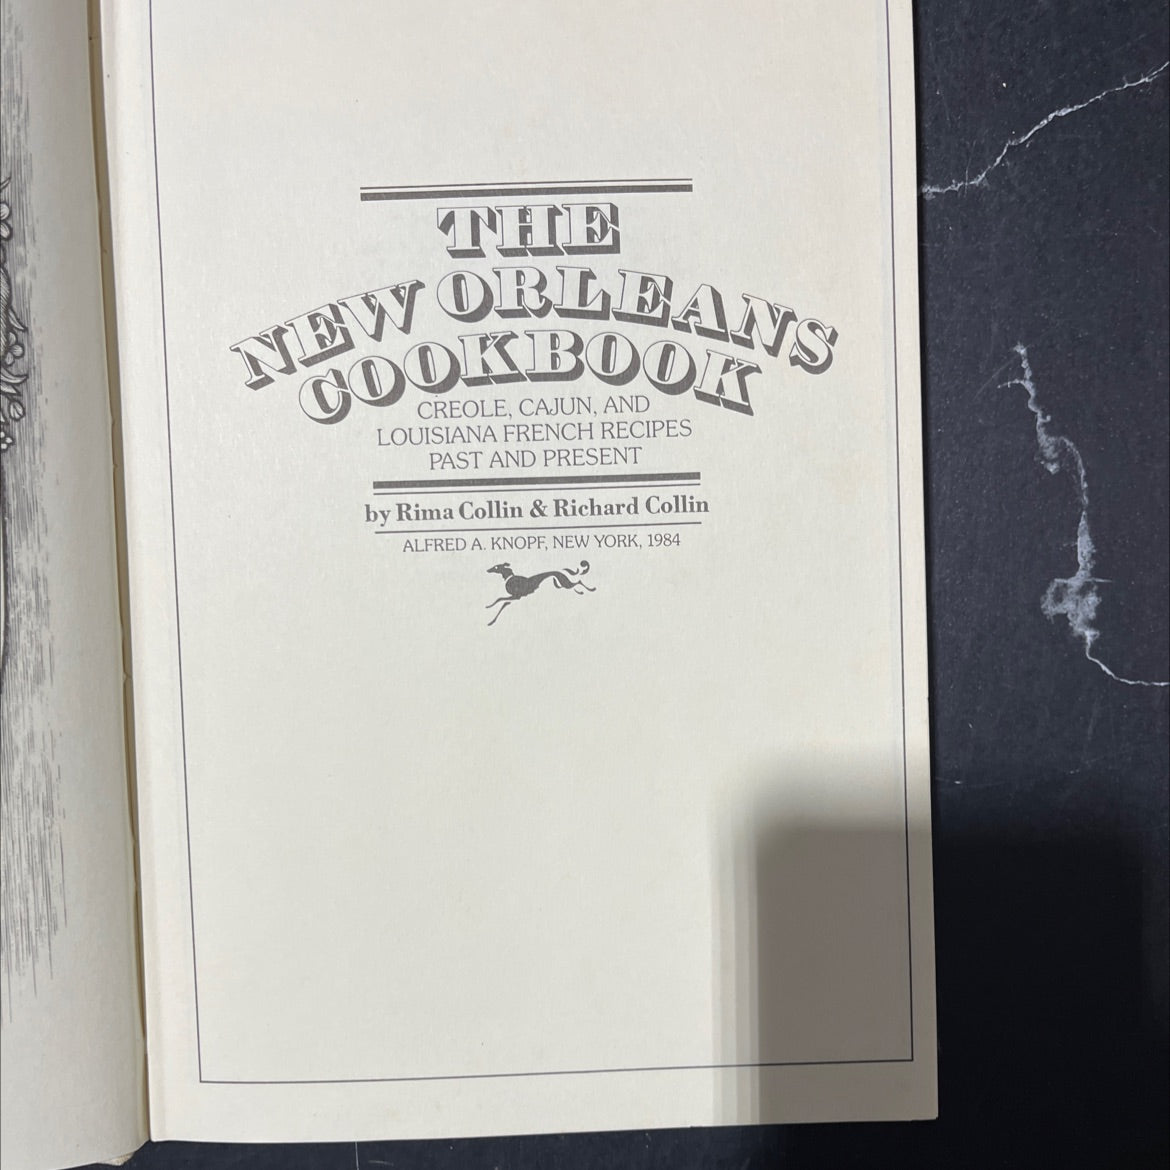 THE
NEW ORLEANS
COOKBOOK
CREOLE, CAJUN, AND
LOUISIANA FRENCH RECIPES
PAST AND PRESENT
by Rima Collin & Richard Collin
ALFRED A. KNOPF, NEW YORK, 1984